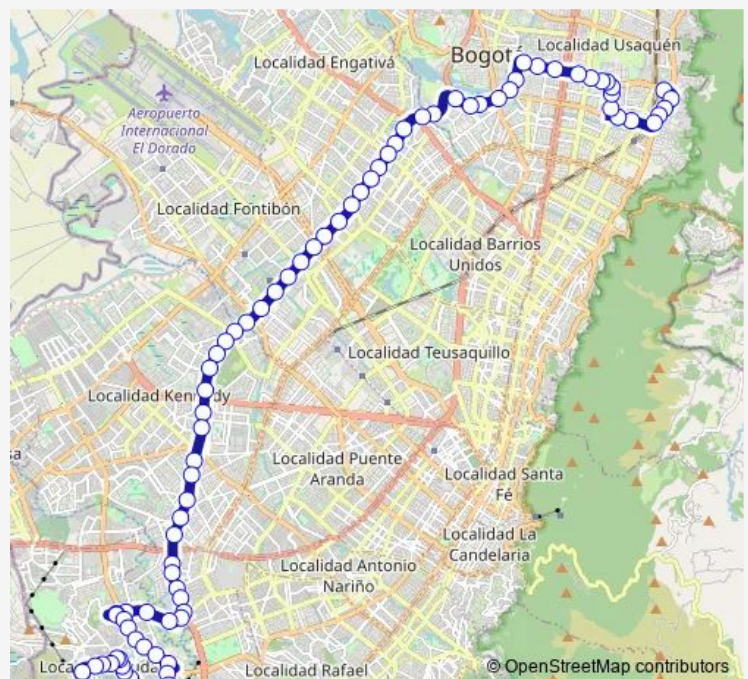 Bogotá
Localidad Usaquén
Localidad Engativá
Aeropuerto
Internacional
El Dorado
Localidad Fontibón
Localidad Barrios
Unidos
Localidad Teusaquillo
Localidad Kennedy
Localidad Puente
Aranda
Localidad Santa
Fé
Localidad La
Candelaria
Localidad Antonio
Nariño
Localidad Rafael
© OpenStreetMap contributors